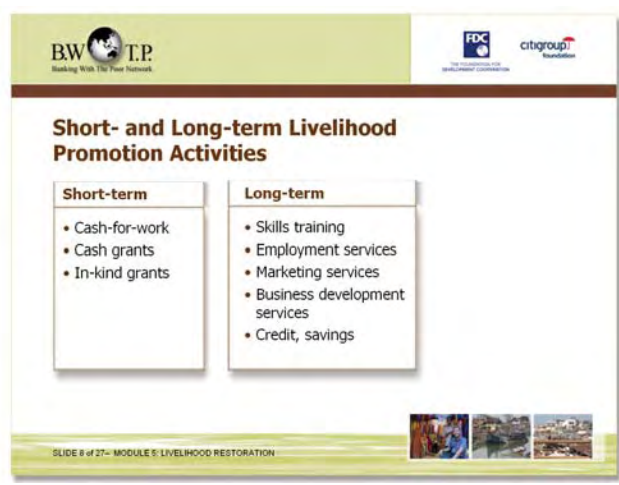 B.W T.P.
Banking With The Poor Network
FDC
THE FOUNDATION FOR
DEVELOPMENT COOPERATION
citigroup
foundation
Short- and Long-term Livelihood
Promotion Activities
Short-term
• Cash-for-work
• Cash grants
• In-kind grants
Long-term
• Skills training
• Employment services
• Marketing services
• Business development
services
• Credit, savings
SLIDE 8 of 27– MODULE 5: LIVELIHOOD RESTORATION